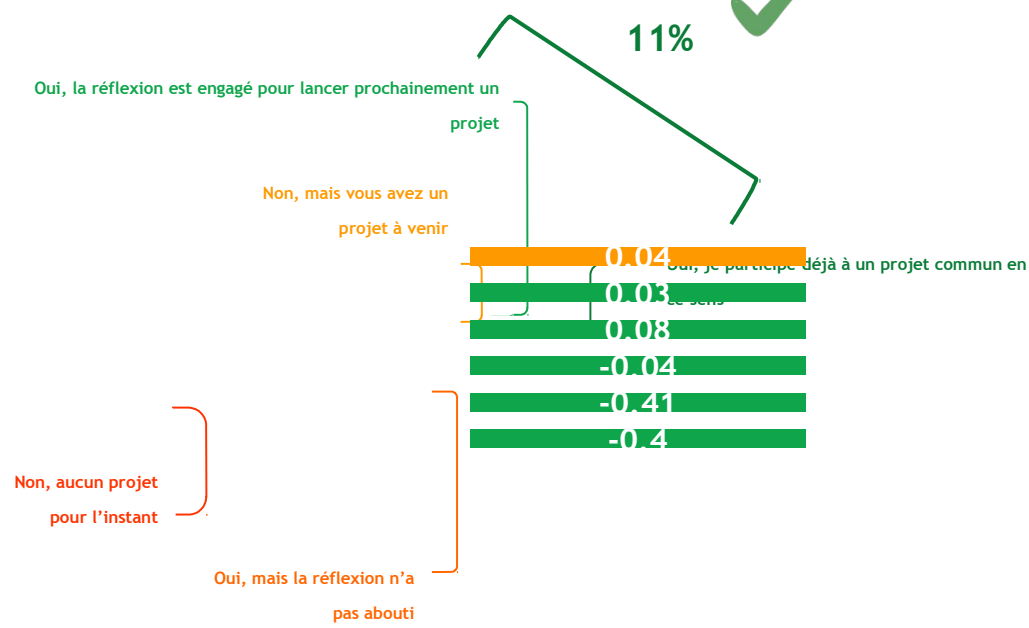 11%
Oui, la réflexion est engagé pour lancer prochainement un
projet
Non, mais vous avez un
projet à venir
0.04
Oui, je participe déjà à un projet commun en
0.03
ce sens
0.08
-0.04
-0.41
-0.4
Non, aucun projet
pour l’instant
Oui, mais la réflexion n’a
pas abouti